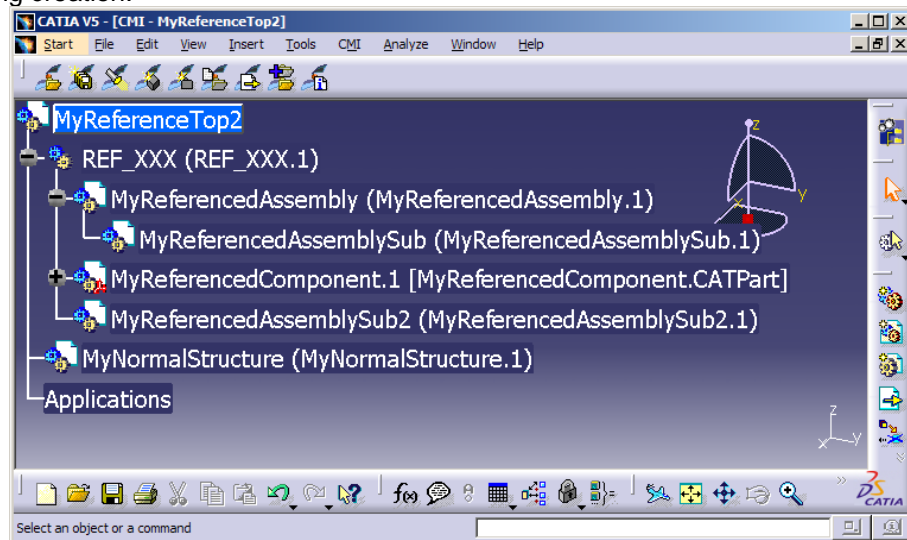 ng creation.
CATIA V5 - [CMI - MyReferenceTop2]
Start File Edit View Insert Tools CMI Analyze Window Help
MyReferenceTop2
REF_XXX (REF_XXX.1)
MyReferencedAssembly (MyReferencedAssembly.1)
MyReferencedAssemblySub (MyReferencedAssemblySub.1)
MyReferencedComponent.1 [MyReferencedComponent.CATPart]
MyReferencedAssemblySub2 (MyReferencedAssemblySub2.1)
MyNormalStructure (MyNormalStructure.1)
Applications
z
y
x
z
y
x
f(x)
CATIA
Select an object or a command